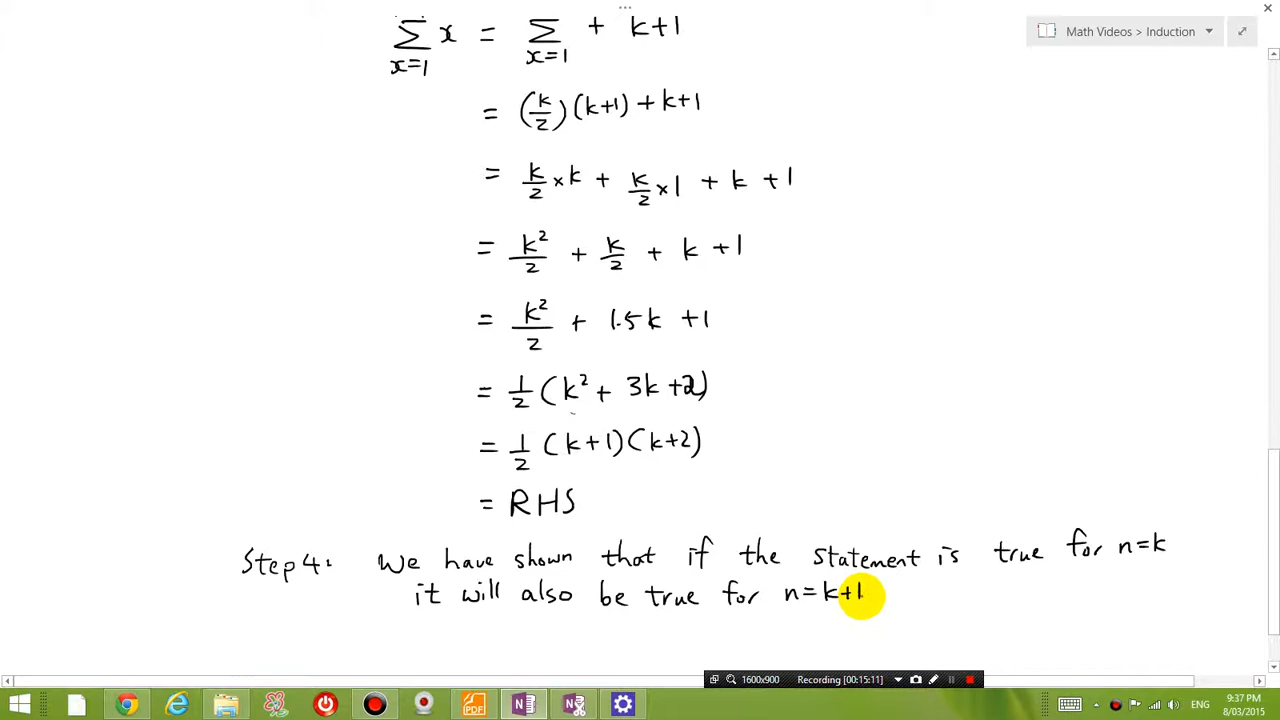 Math Videos > Induction
∑ x = ∑ + k+1
x=1 x=1
= (k/2)(k+1) + k+1
= k/2 × k + k/2 × 1 + k + 1
= k²/2 + k/2 + k + 1
= k²/2 + 1.5k + 1
= 1/2 (k² + 3k + 2)
= 1/2 (k+1)(k+2)
= RHS
Step 4: We have shown that if the statement is true for n=k
it will also be true for n=k+1
1600x900 Recording [00:15:11]
PDF
ENG
9:37 PM
8/03/2015